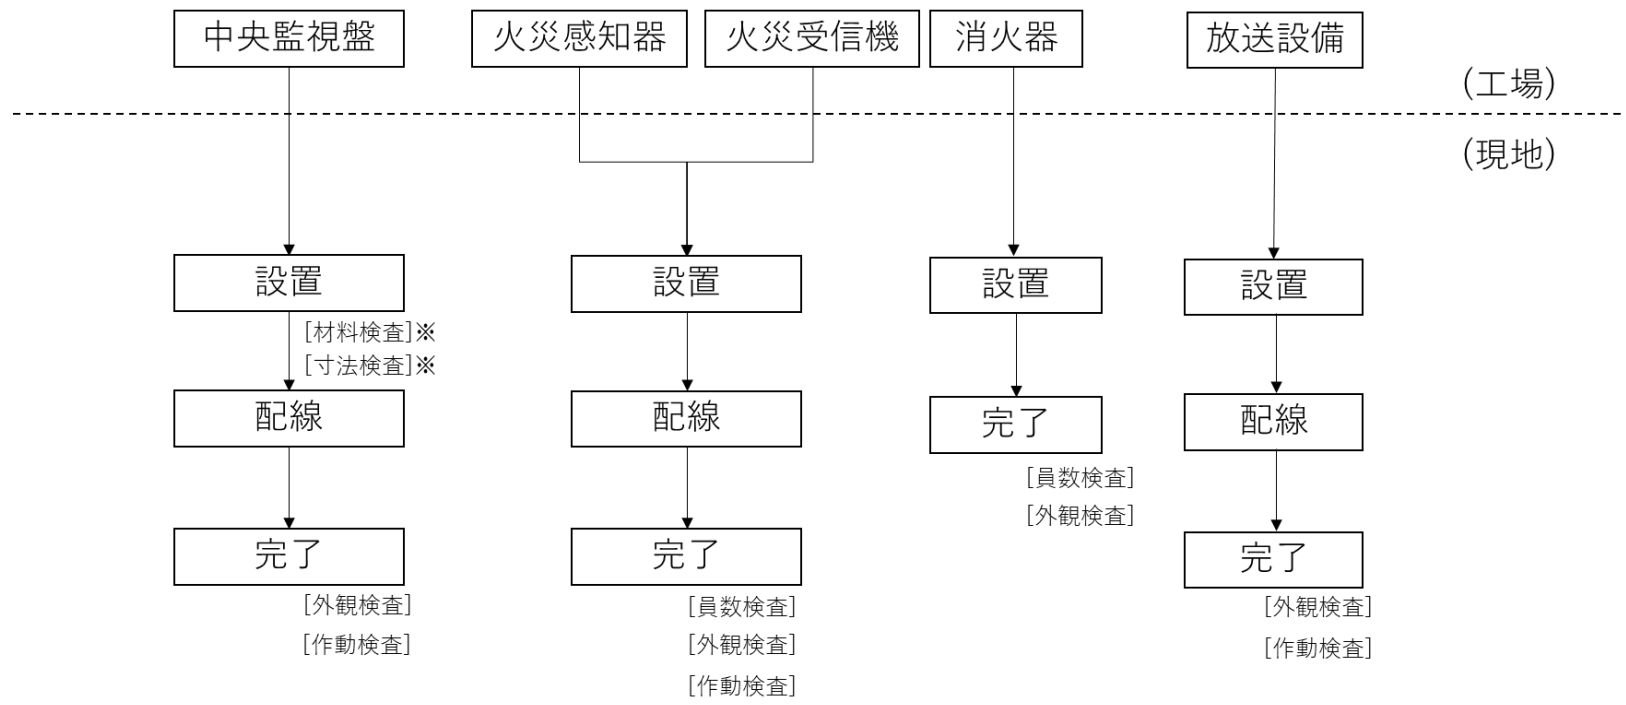 中央監視盤
火災感知器
火災受信機
消火器
放送設備
(工場)
(現地)
設置
設置
設置
設置
[材料検査]※
[寸法検査]※
配線
配線
完了
配線
[員数検査]
[外観検査]
完了
完了
完了
[外観検査]
[作動検査]
[員数検査]
[外観検査]
[作動検査]
[外観検査]
[作動検査]